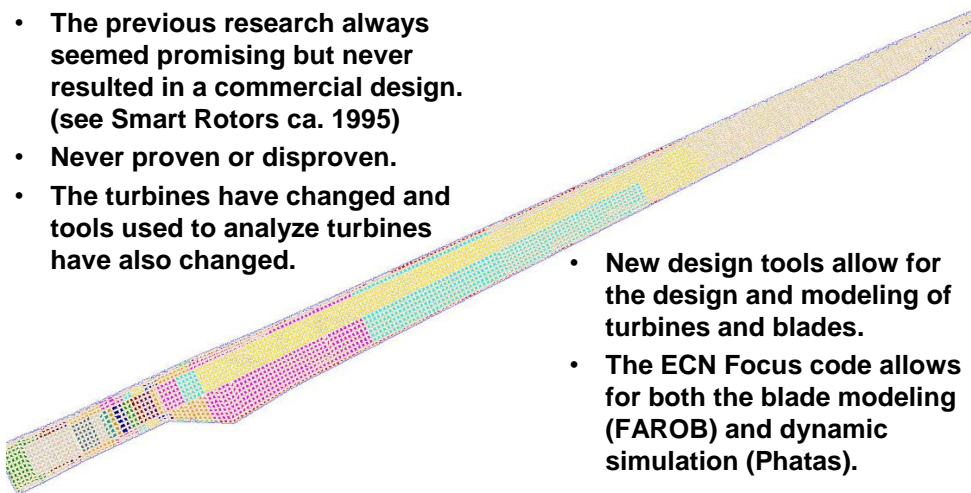 • The previous research always
seemed promising but never
resulted in a commercial design.
(see Smart Rotors ca. 1995)
• Never proven or disproven.
• The turbines have changed and
tools used to analyze turbines
have also changed.
• New design tools allow for
the design and modeling of
turbines and blades.
• The ECN Focus code allows
for both the blade modeling
(FAROB) and dynamic
simulation (Phatas).